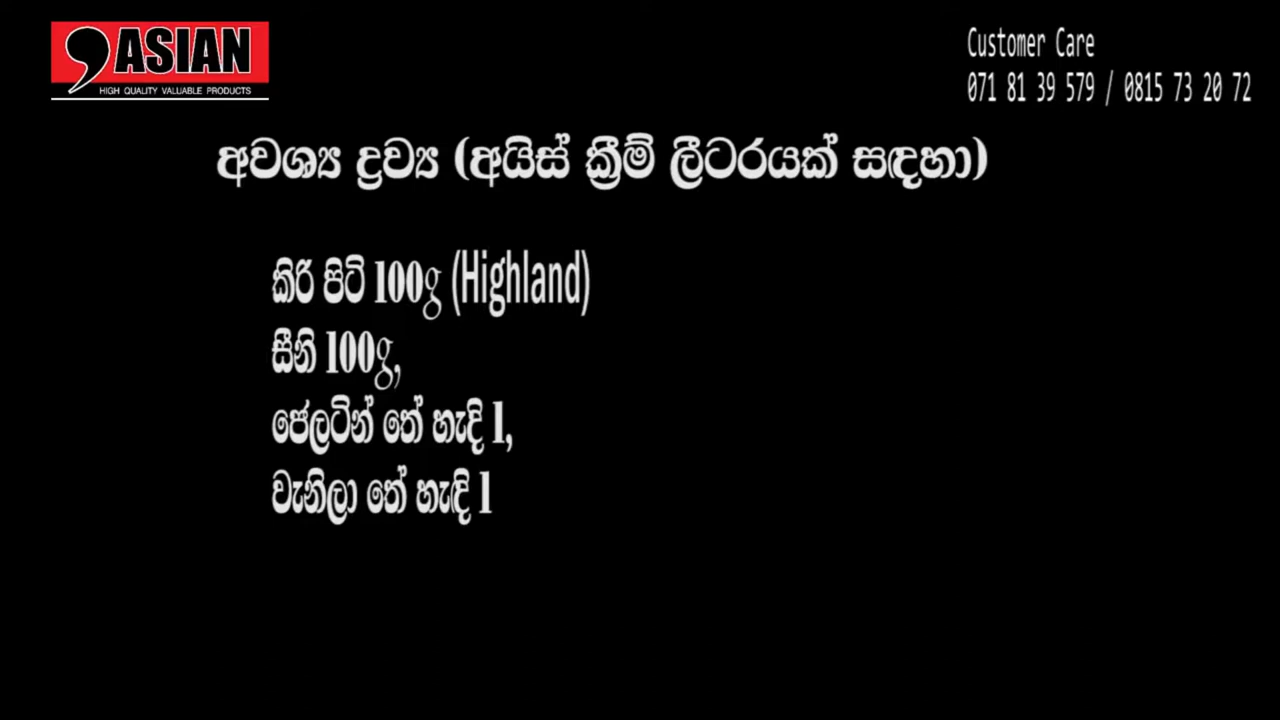 ASIAN
HIGH QUALITY VALUABLE PRODUCTS
Customer Care
071 81 39 579 / 0815 73 20 72
අවශ්‍ය ද්‍රව්‍ය (අයිස් ක්‍රීම් ලීටරයක් සඳහා)
කිරි පිටි 100g (Highland)
සීනි 100g,
ජෙලටින් තේ හැදි 1,
වැනිලා තේ හැඳි 1